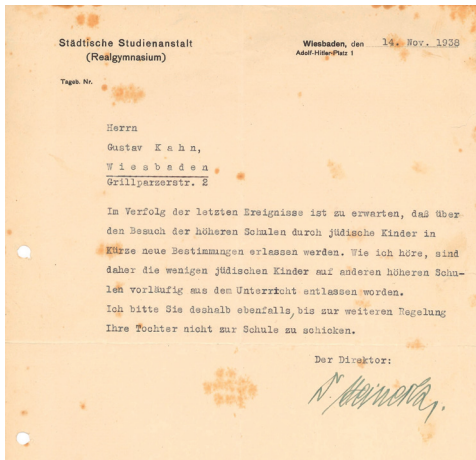 Städtische Studienanstalt
(Realgymnasium)
Tageb. Nr.
Wiesbaden, den 14. Nov. 1938
Adolf-Hitler-Platz 1
Herrn
Gustav K a h n,
W i e s b a d e n
Grillparzerstr. 2
Im Verfolg der letzten Ereignisse ist zu erwarten, daß über
den Besuch der höheren Schulen durch jüdische Kinder in
Kürze neue Bestimmungen erlassen werden. Wie ich höre, sind
daher die wenigen jüdischen Kinder auf anderen höheren Schu-
len vorläufig aus dem Unterricht entlassen worden.
Ich bitte Sie deshalb ebenfalls, bis zur weiteren Regelung
Ihre Tochter nicht zur Schule zu schicken.
Der Direktor:
Dr.